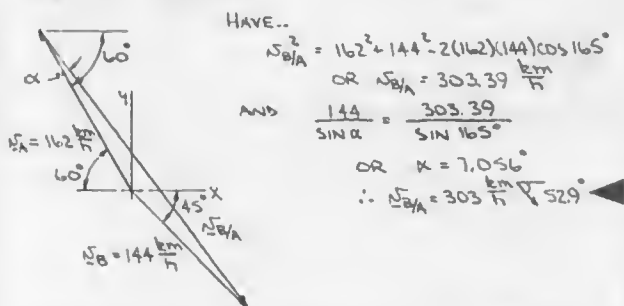 HAVE..
60°
α
v_B/A² = 162² + 144² - 2(162)(144) COS 165°
OR v_B/A = 303.39 km/h
AND 144/SIN α = 303.39/SIN 165°
OR α = 7.056°
∴ v_B/A = 303 km/h 52.9°
y
v_A = 162 km/h
60°
X
45°
v_B/A
v_B = 144 km/h